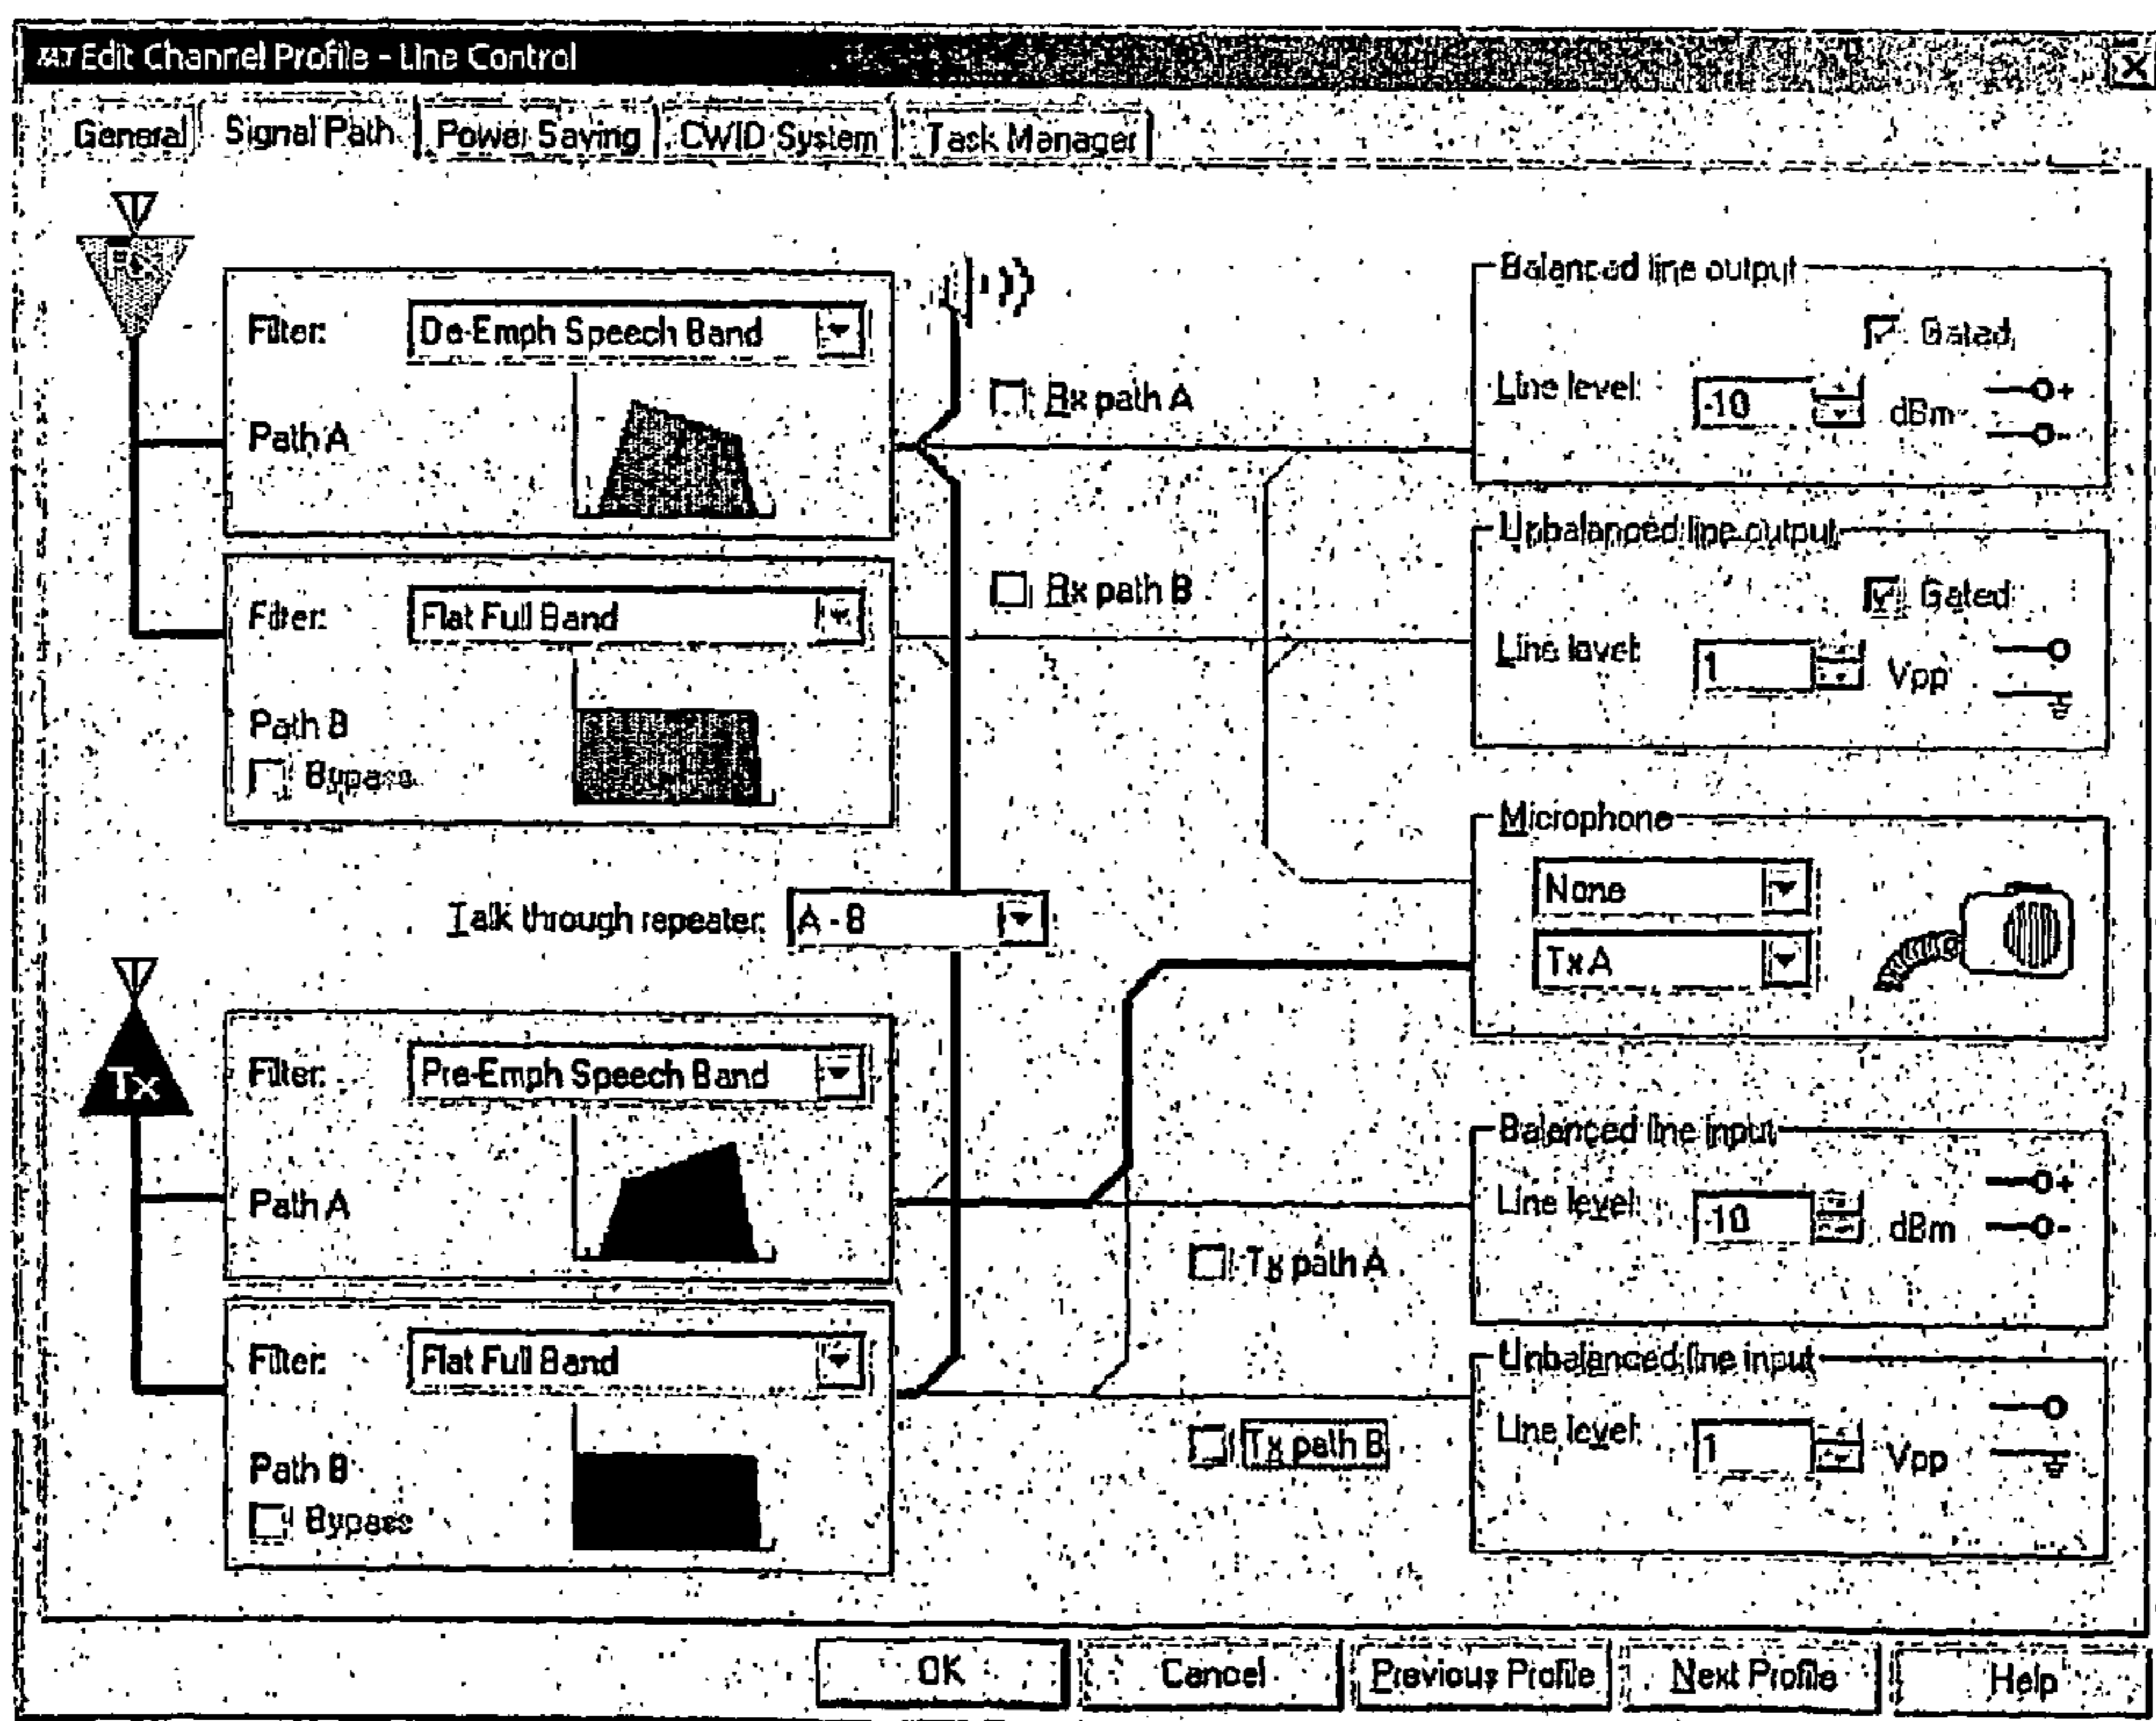 Edit Channel Profile - Line Control
General Signal Path Power Saving CWID System Task Manager
Rx
Filter: De-Emph Speech Band
Path A
Rx path A
Balanced line output
Gated
Line level: -10 dBm
Filter: Flat Full Band
Path B
Bypass
Rx path B
Unbalanced line output
Gated
Line level: 1 Vpp
Talk through repeater: A - B
Microphone
None
Tx A
Tx
Filter: Pre-Emph Speech Band
Path A
Tx path A
Balanced line input
Line level: -10 dBm
Filter: Flat Full Band
Path B
Bypass
Tx path B
Unbalanced line input
Line level: 1 Vpp
OK Cancel Previous Profile Next Profile Help